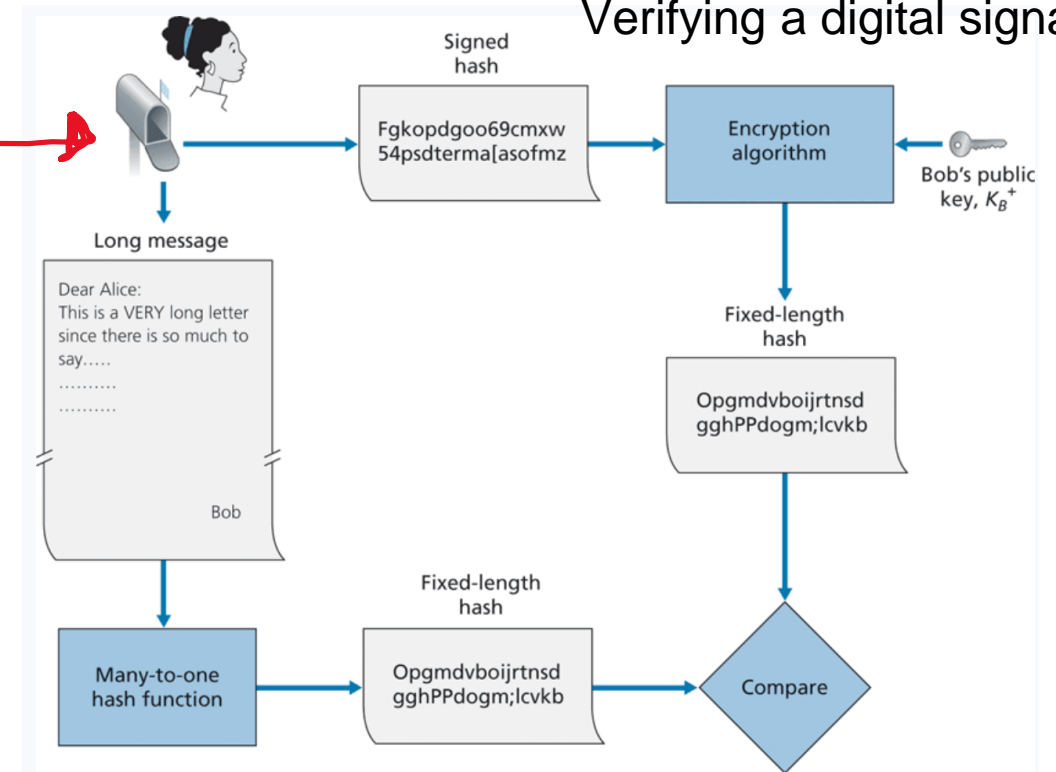 Verifying a digital signa
Signed
hash
Fgkopdgoo69cmxw
54psdterma[asofmz
Encryption
algorithm
Bob's public
key, K_B^+
Long message
Dear Alice:
This is a VERY long letter
since there is so much to
say.....
..........
..........
Bob
Fixed-length
hash
Opgmdvboijrtnsd
gghPPdogm;lcvkb
Many-to-one
hash function
Fixed-length
hash
Opgmdvboijrtnsd
gghPPdogm;lcvkb
Compare